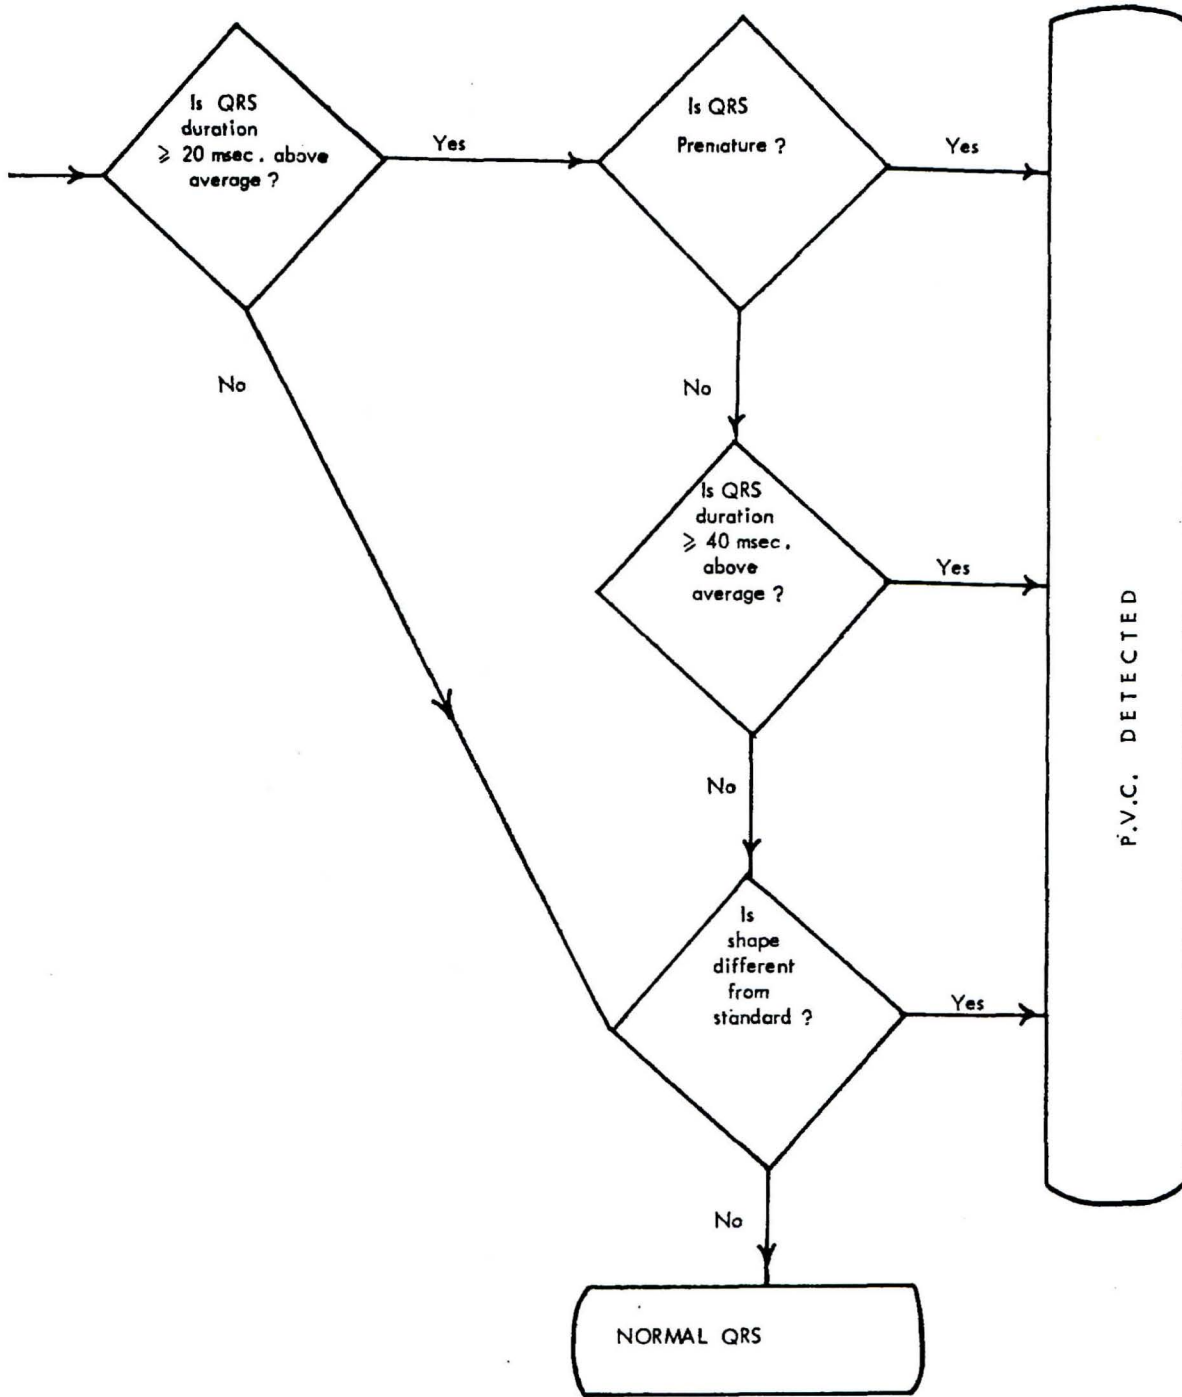 Is QRS
duration
⩾ 20 msec. above
average ?
Yes
Is QRS
Premature ?
Yes
No
No
Is QRS
duration
⩾ 40 msec.
above
average ?
Yes
P.V.C. DETECTED
No
Is
shape
different
from
standard ?
Yes
No
NORMAL QRS